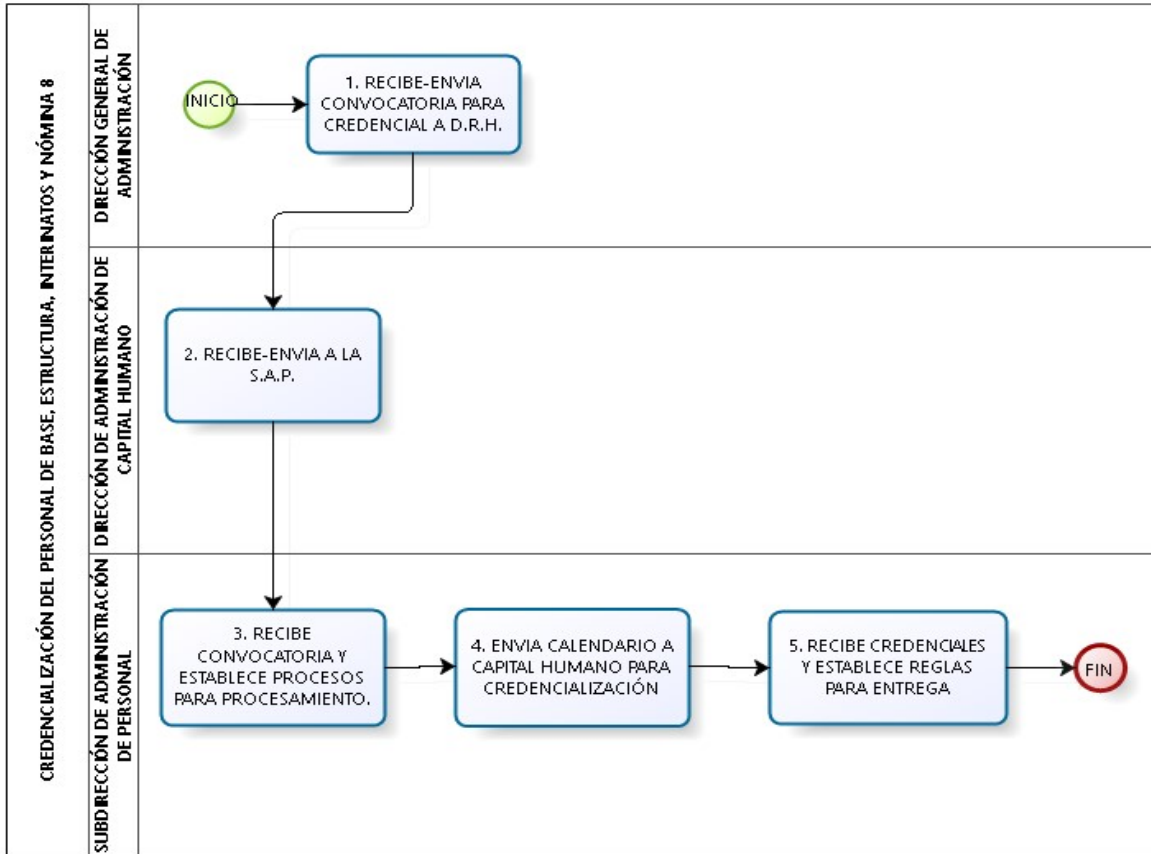 CREDENCIALIZACIÓN DEL PERSONAL DE BASE, ESTRUCTURA, INTERINATOS Y NÓMINA 8
DIRECCIÓN GENERAL DE
ADMINISTRACIÓN
INICIO
1. RECIBE-ENVIA
CONVOCATORIA PARA
CREDENCIAL A D.R.H.
DIRECCIÓN DE ADMINISTRACIÓN DE
CAPITAL HUMANO
2. RECIBE-ENVIA A LA
S.A.P.
SUBDIRECCIÓN DE ADMINISTRACIÓN
DE PERSONAL
3. RECIBE
CONVOCATORIA Y
ESTABLECE PROCESOS
PARA PROCESAMIENTO.
4. ENVIA CALENDARIO A
CAPITAL HUMANO PARA
CREDENCIALIZACIÓN
5. RECIBE CREDENCIALES
Y ESTABLECE REGLAS
PARA ENTREGA
FIN